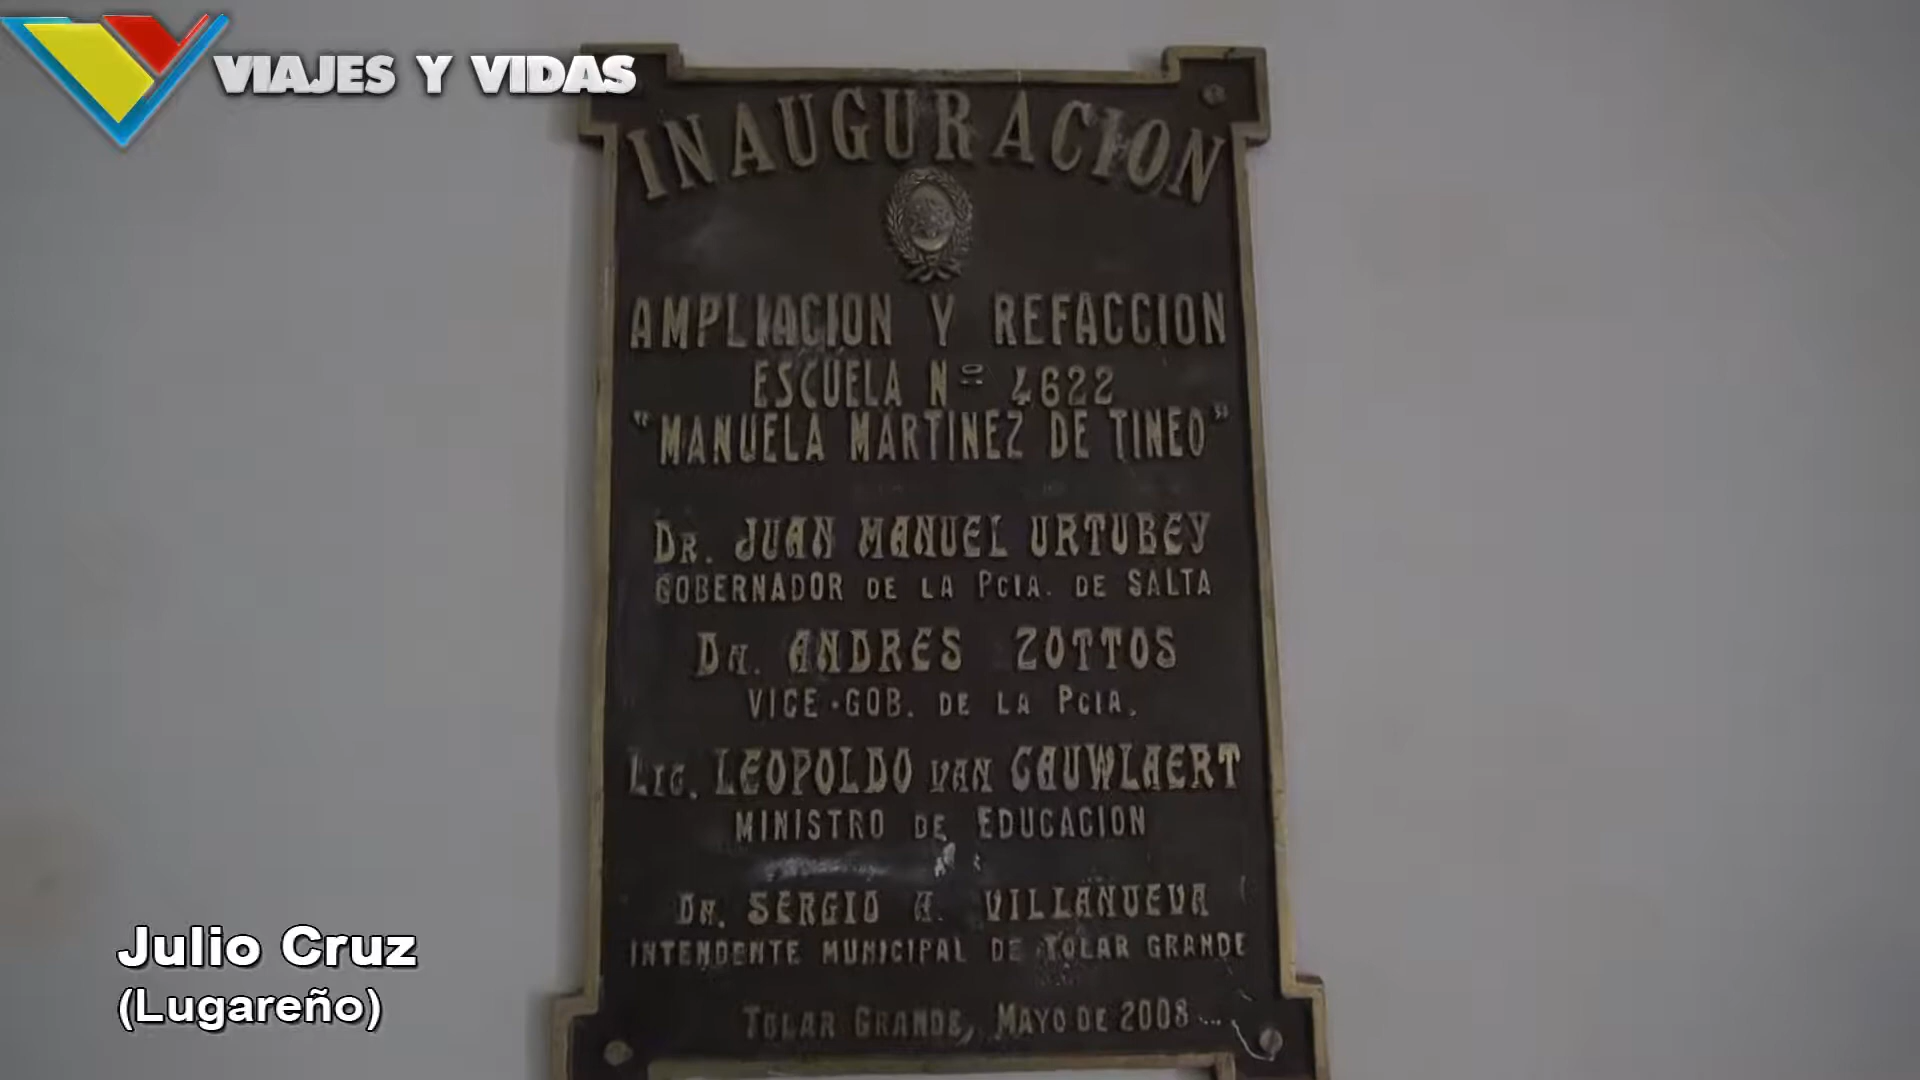 VIAJES Y VIDAS
INAUGURACION
AMPLIACION Y REFACCION
ESCUELA Nº 4622
"MANUELA MARTINEZ DE TINEO"
DR. JUAN MANUEL URTUBEY
GOBERNADOR DE LA PCIA. DE SALTA
DN. ANDRES ZOTTOS
VICE-GOB. DE LA PCIA.
LIC. LEOPOLDO VAN CAUWLAERT
MINISTRO DE EDUCACION
DN. SERGIO A. VILLANUEVA
INTENDENTE MUNICIPAL DE TOLAR GRANDE
TOLAR GRANDE, MAYO DE 2008
Julio Cruz
(Lugareño)